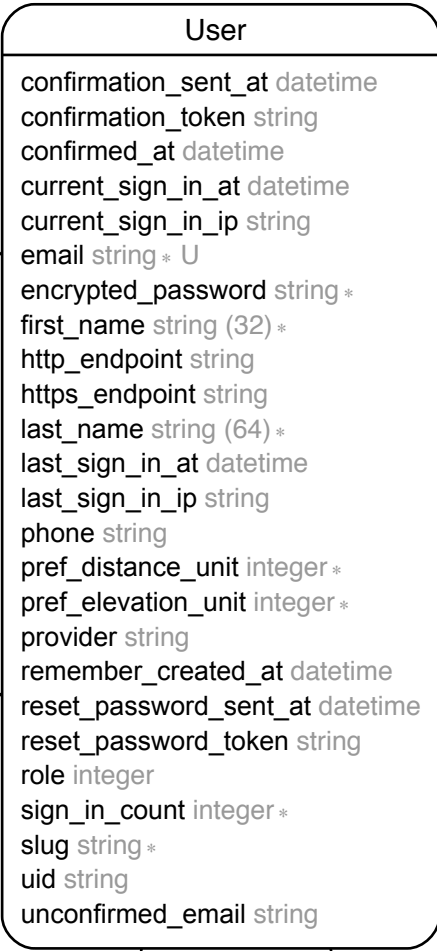 User
confirmation_sent_at datetime
confirmation_token string
confirmed_at datetime
current_sign_in_at datetime
current_sign_in_ip string
email string * U
encrypted_password string *
first_name string (32) *
http_endpoint string
https_endpoint string
last_name string (64) *
last_sign_in_at datetime
last_sign_in_ip string
phone string
pref_distance_unit integer *
pref_elevation_unit integer *
provider string
remember_created_at datetime
reset_password_sent_at datetime
reset_password_token string
role integer
sign_in_count integer *
slug string *
uid string
unconfirmed_email string